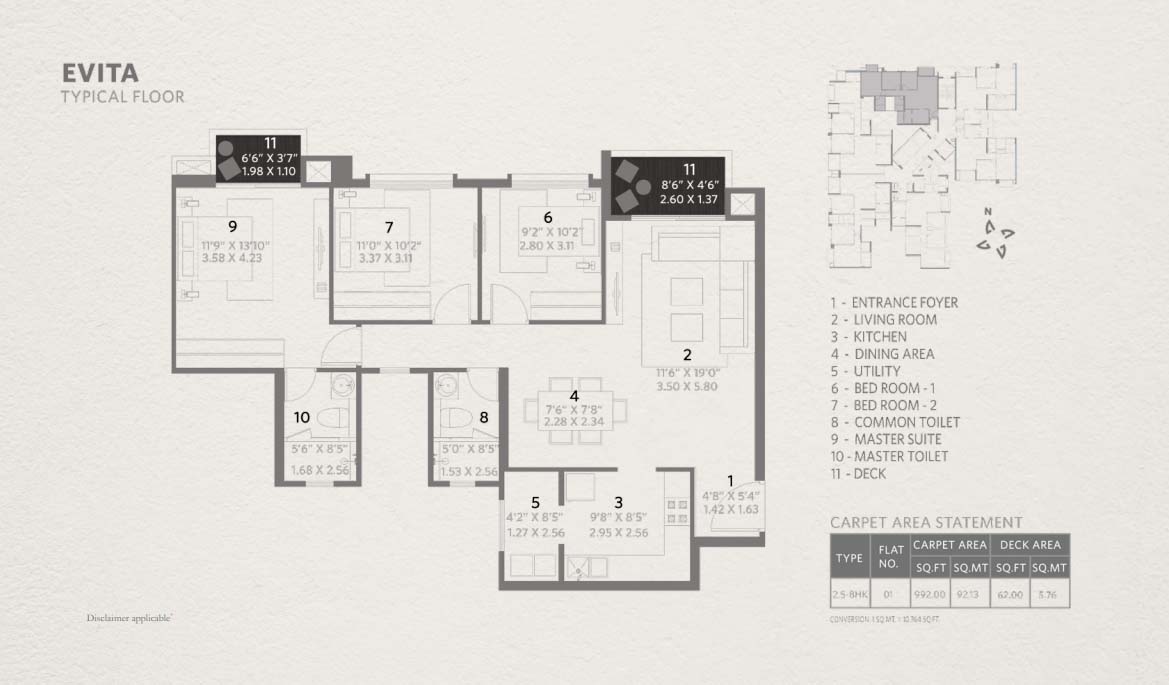 EVITA
TYPICAL FLOOR
11
6'6" X 3'7"
1.98 X 1.10
11
8'6" X 4'6"
2.60 X 1.37
9
11'9" X 13'10"
3.58 X 4.23
7
11'0" X 10'2"
3.37 X 3.11
6
9'2" X 10'2"
2.80 X 3.11
2
11'6" X 19'0"
3.50 X 5.80
4
7'6" X 7'8"
2.28 X 2.34
10
5'6" X 8'5"
1.68 X 2.56
8
5'0" X 8'5"
1.53 X 2.56
5
4'2" X 8'5"
1.27 X 2.56
3
9'8" X 8'5"
2.95 X 2.56
1
4'8" X 5'4"
1.42 X 1.63
N
1 - ENTRANCE FOYER
2 - LIVING ROOM
3 - KITCHEN
4 - DINING AREA
5 - UTILITY
6 - BED ROOM - 1
7 - BED ROOM - 2
8 - COMMON TOILET
9 - MASTER SUITE
10 - MASTER TOILET
11 - DECK
CARPET AREA STATEMENT
TYPE FLAT NO. CARPET AREA DECK AREA
SQ.FT SQ.MT SQ.FT SQ.MT
2.5-BHK 01 992.00 92.13 62.00 5.76
CONVERSION 1 SQ.MT. = 10.764 SQ.FT.
Disclaimer applicable*